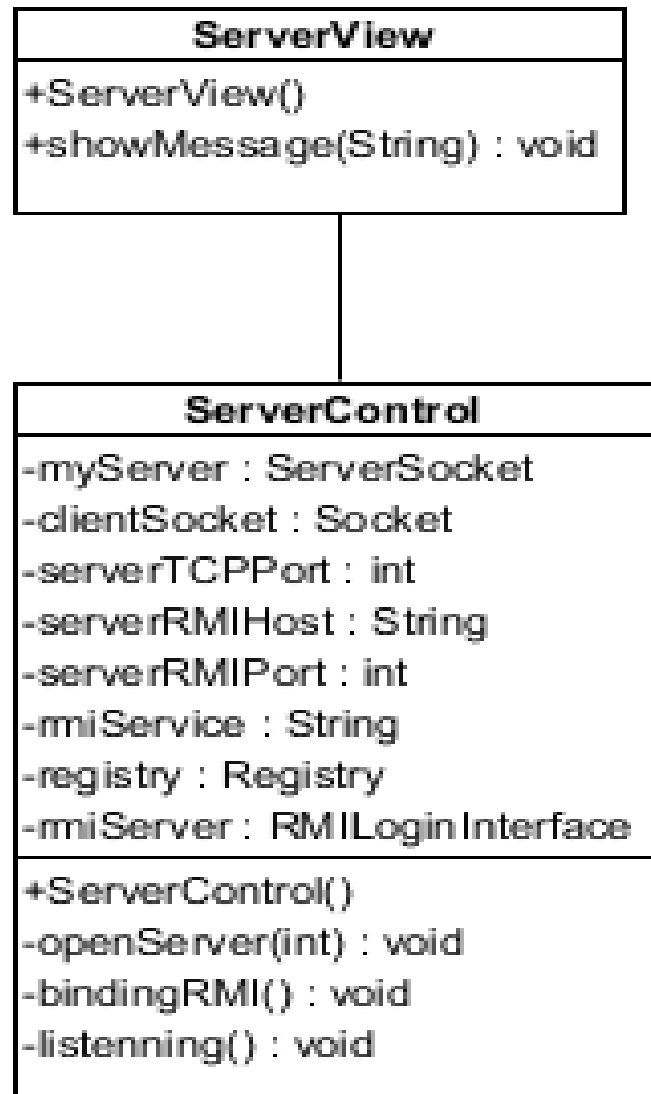 ServerView
+ServerView()
+showMessage(String) : void
ServerControl
-myServer : ServerSocket
-clientSocket : Socket
-serverTCPPort : int
-serverRMIHost : String
-serverRMIPort : int
-rmiService : String
-registry : Registry
-rmiServer : RMILoginInterface
+ServerControl()
-openServer(int) : void
-bindingRMI() : void
-listenning() : void